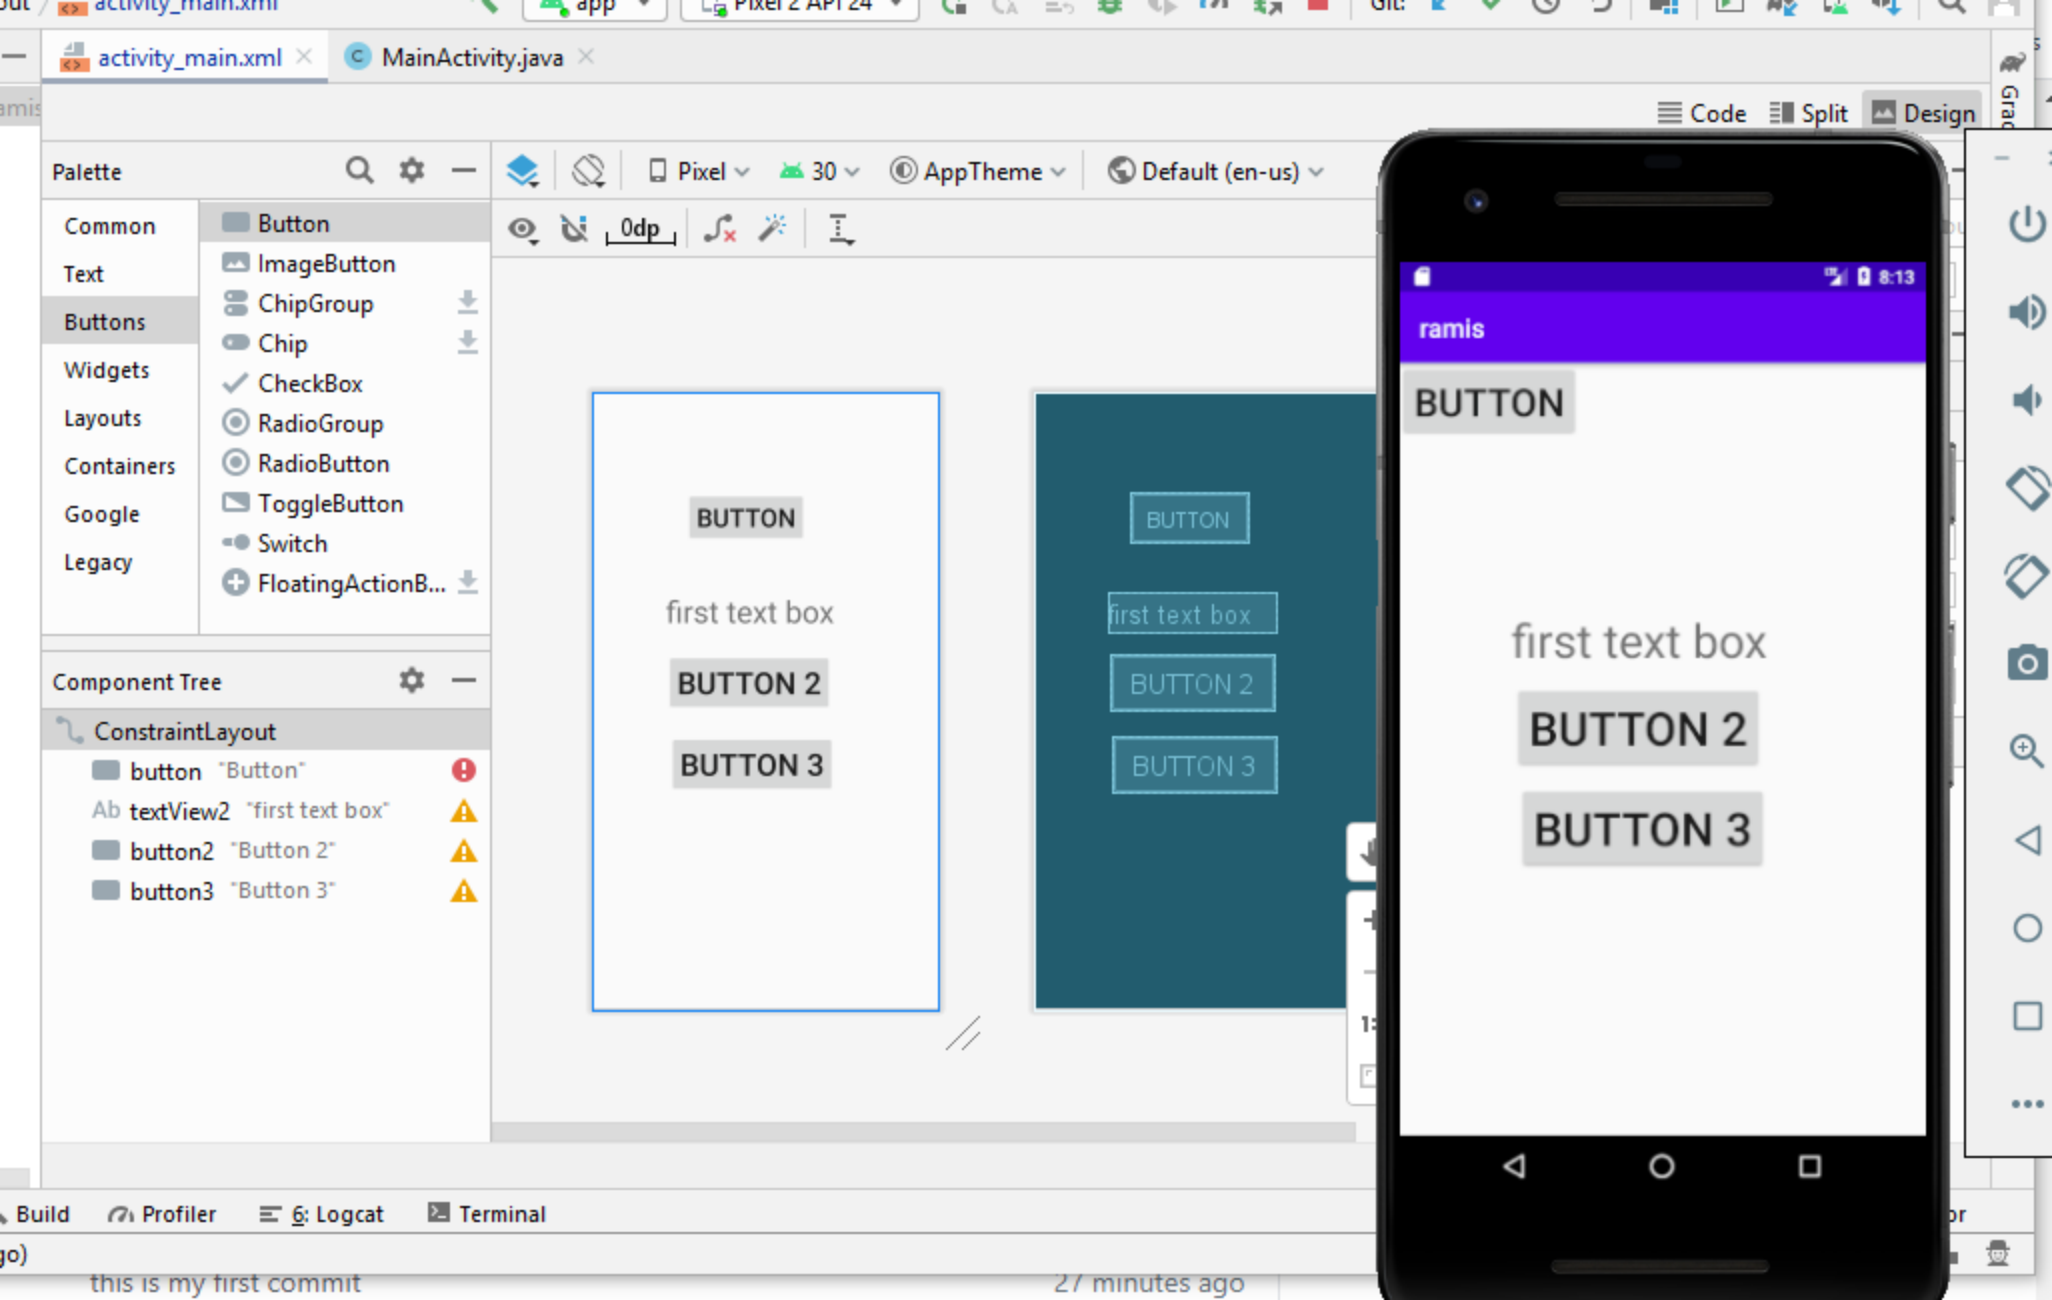 activity_main.xml
app
Pixel 2 API 24
Git:
activity_main.xml
MainActivity.java
Code
Split
Design
Palette
Pixel
30
AppTheme
Default (en-us)
0dp
Common
Text
Buttons
Widgets
Layouts
Containers
Google
Legacy
Button
ImageButton
ChipGroup
Chip
CheckBox
RadioGroup
RadioButton
ToggleButton
Switch
FloatingActionB...
Component Tree
ConstraintLayout
button "Button"
Ab textView2 "first text box"
button2 "Button 2"
button3 "Button 3"
BUTTON
first text box
BUTTON 2
BUTTON 3
BUTTON
first text box
BUTTON 2
BUTTON 3
8:13
ramis
BUTTON
first text box
BUTTON 2
BUTTON 3
Build
Profiler
6: Logcat
Terminal
go)
this is my first commit
27 minutes ago